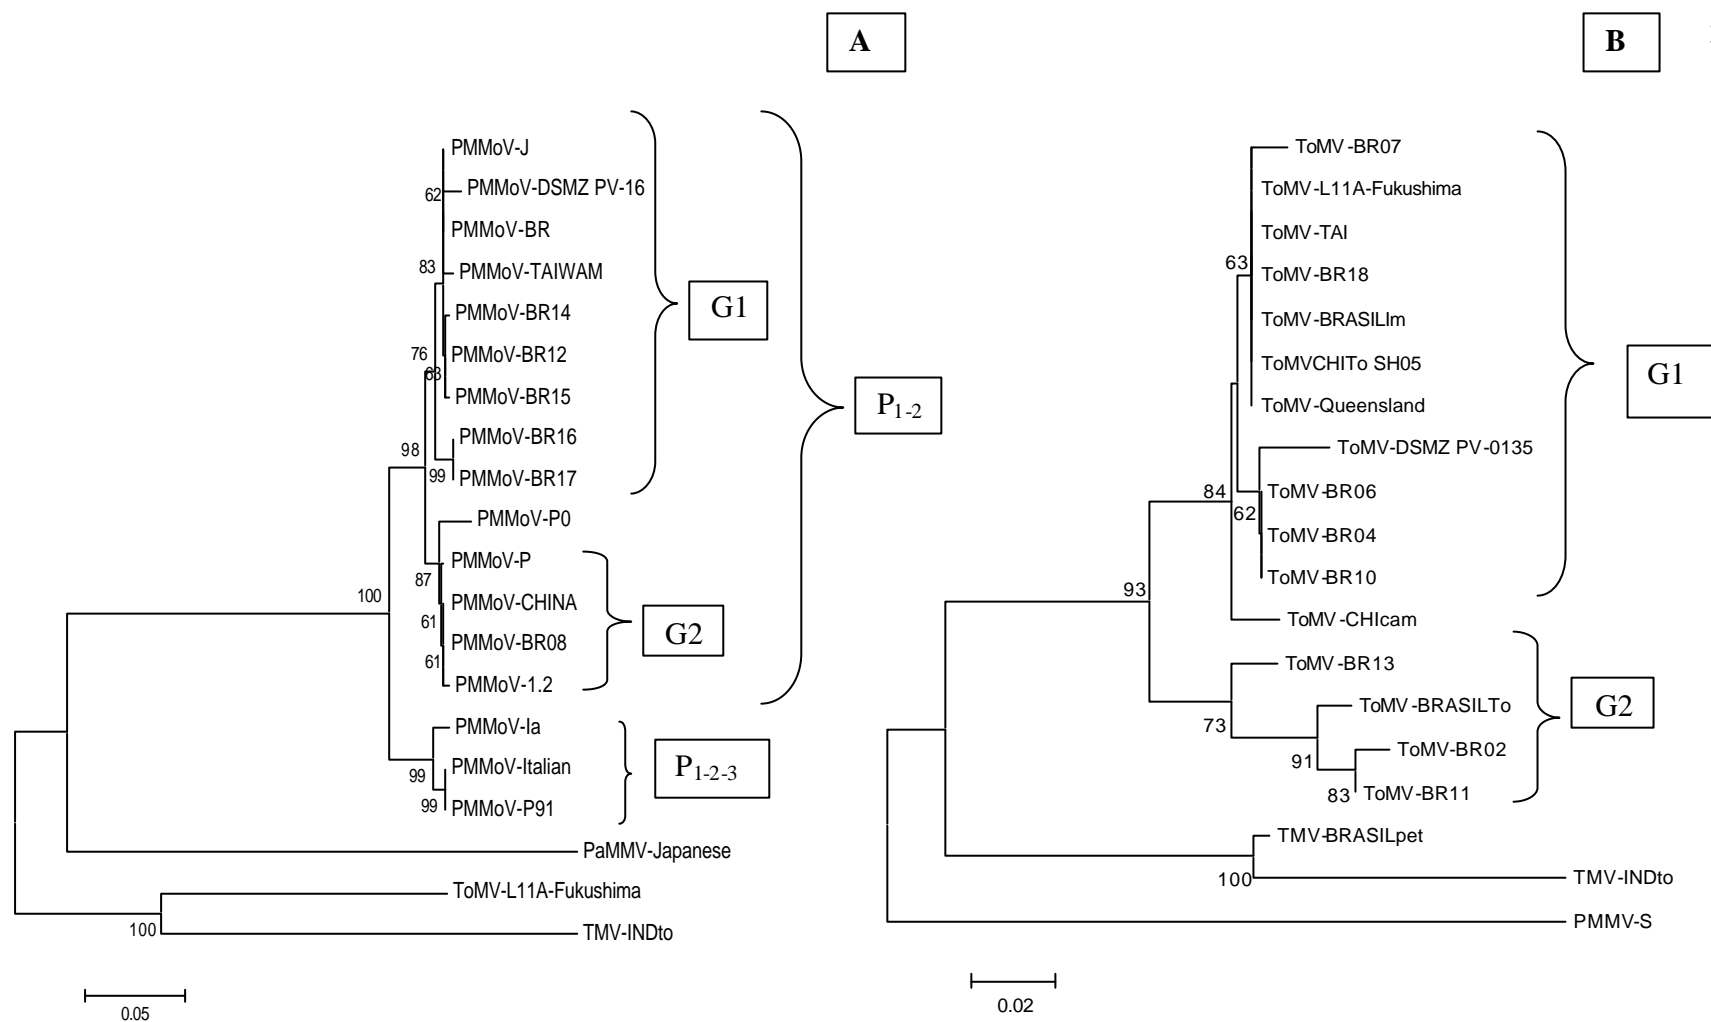 A
PMMoV-J
PMMoV-DSMZ PV-16
62
PMMoV-BR
PMMoV-TAIWAM
83
PMMoV-BR14
G1
PMMoV-BR12
76
63
PMMoV-BR15
P1-2
PMMoV-BR16
98
99
PMMoV-BR17
PMMoV-P0
PMMoV-P
87
PMMoV-CHINA
100
61
PMMoV-BR08
G2
61
PMMoV-1.2
PMMoV-Ia
PMMoV-Italian
P1-2-3
99
99
PMMoV-P91
PaMMV-Japanese
ToMV-L11A-Fukushima
100
TMV-INDto
0.05
B
ToMV-BR07
ToMV-L11A-Fukushima
ToMV-TAI
63
ToMV-BR18
ToMV-BRASILIm
ToMVCHITo SH05
G1
ToMV-Queensland
ToMV-DSMZ PV-0135
84
ToMV-BR06
62
ToMV-BR04
ToMV-BR10
93
ToMV-CHIcam
ToMV-BR13
ToMV-BRASILTo
G2
73
ToMV-BR02
91
83
ToMV-BR11
TMV-BRASILpet
100
TMV-INDto
PMMV-S
0.02